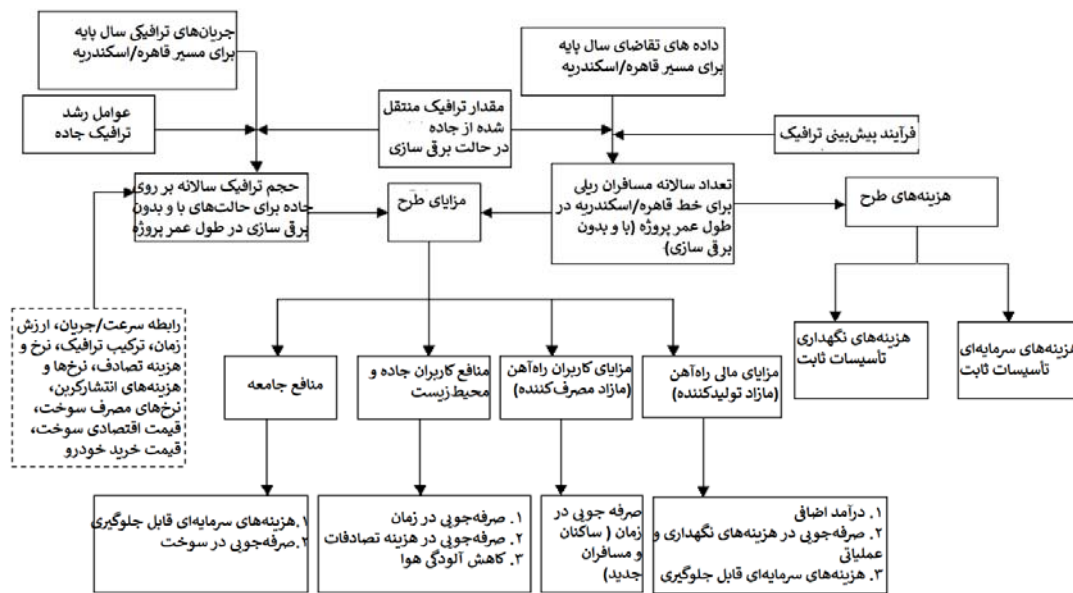 جریان‌های ترافیکی سال پایه
برای مسیر قاهره/اسکندریه
داده های تقاضای سال پایه
برای مسیر قاهره/اسکندریه
عوامل رشد
ترافیک جاده
مقدار ترافیک منتقل
شده از جاده
در حالت برقی سازی
فرآیند پیش‌بینی ترافیک
حجم ترافیک سالانه بر روی
جاده برای حالت‌های با و بدون
برقی سازی در طول عمر پروژه
مزایای طرح
تعداد سالانه مسافران ریلی
برای خط قاهره/اسکندریه در
طول عمر پروژه (با و بدون
برقی سازی)
هزینه‌های طرح
رابطه سرعت/جریان، ارزش
زمان، ترکیب ترافیک، نرخ و
هزینه تصادف، نرخ‌ها و
هزینه‌های انتشارکربن،
نرخ‌های مصرف سوخت،
قیمت اقتصادی سوخت،
قیمت خرید خودرو
منافع جامعه
منافع کاربران جاده و
محیط‌زیست
مزایای کاربران راه‌آهن
(مازاد مصرف‌کننده)
مزایای مالی راه‌آهن
(مازاد تولیدکننده)
هزینه‌های نگهداری
تأسیسات ثابت
هزینه‌های سرمایه‌ای
تأسیسات ثابت
۱.هزینه‌های سرمایه‌ای قابل جلوگیری
۲.صرفه‌جویی در سوخت
۱. صرفه‌جویی در زمان
۲. صرفه‌جویی در هزینه تصادفات
۳. کاهش آلودگی هوا
صرفه جویی در
زمان ( ساکنان
و مسافران
جدید)
۱. درآمد اضافی
۲. صرفه‌جویی در هزینه‌های نگهداری و
عملیاتی
۳. هزینه‌های سرمایه‌ای قابل جلوگیری